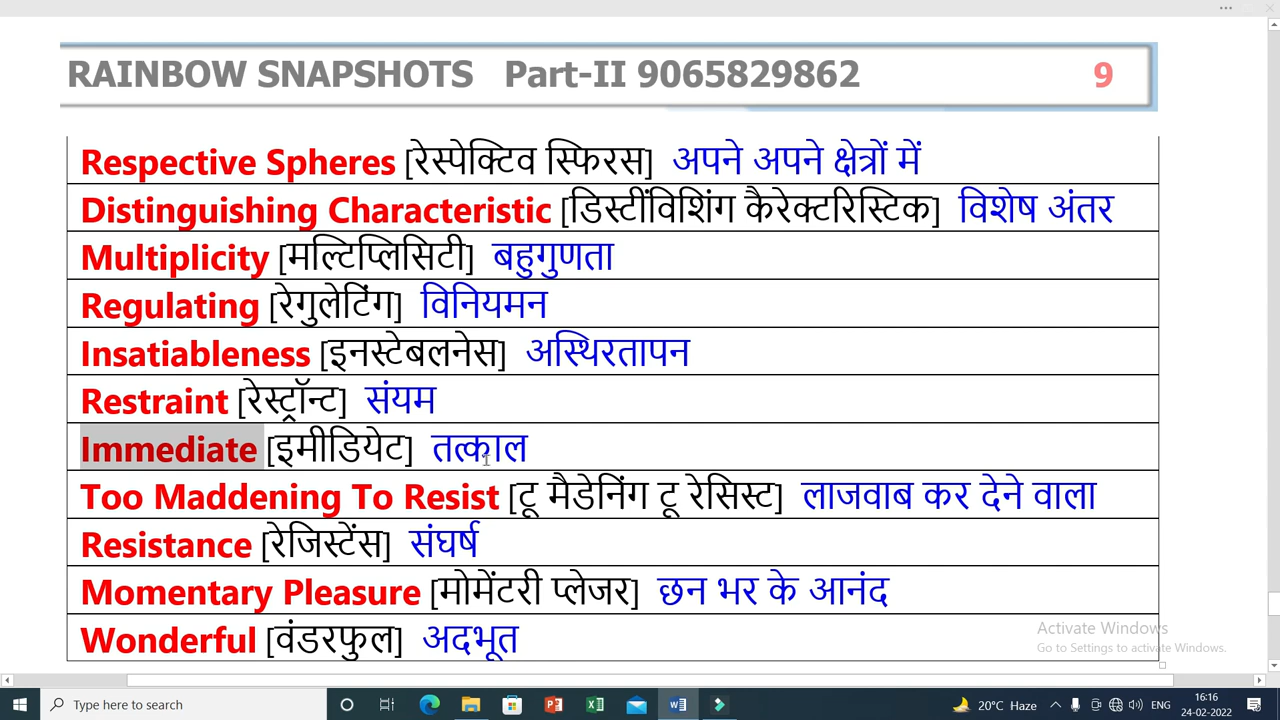 RAINBOW SNAPSHOTS Part-II 9065829862 9
Respective Spheres [रेस्पेक्टिव स्फिरस] अपने अपने क्षेत्रों में
Distinguishing Characteristic [डिस्टींविशिंग कैरेक्टरिस्टिक] विशेष अंतर
Multiplicity [मल्टिप्लिसिटी] बहुगुणता
Regulating [रेगुलेटिंग] विनियमन
Insatiableness [इनस्टेबलनेस] अस्थिरतापन
Restraint [रेस्ट्रॉन्ट] संयम
Immediate [इमीडियेट] तत्काल
Too Maddening To Resist [टू मैडेनिंग टू रेसिस्ट] लाजवाब कर देने वाला
Resistance [रेजिस्टेंस] संघर्ष
Momentary Pleasure [मोमेंटरी प्लेजर] छन भर के आनंद
Wonderful [वंडरफुल] अदभूत
Activate Windows
Go to Settings to activate Windows.
Type here to search
20°C Haze
ENG
16:16
24-02-2022